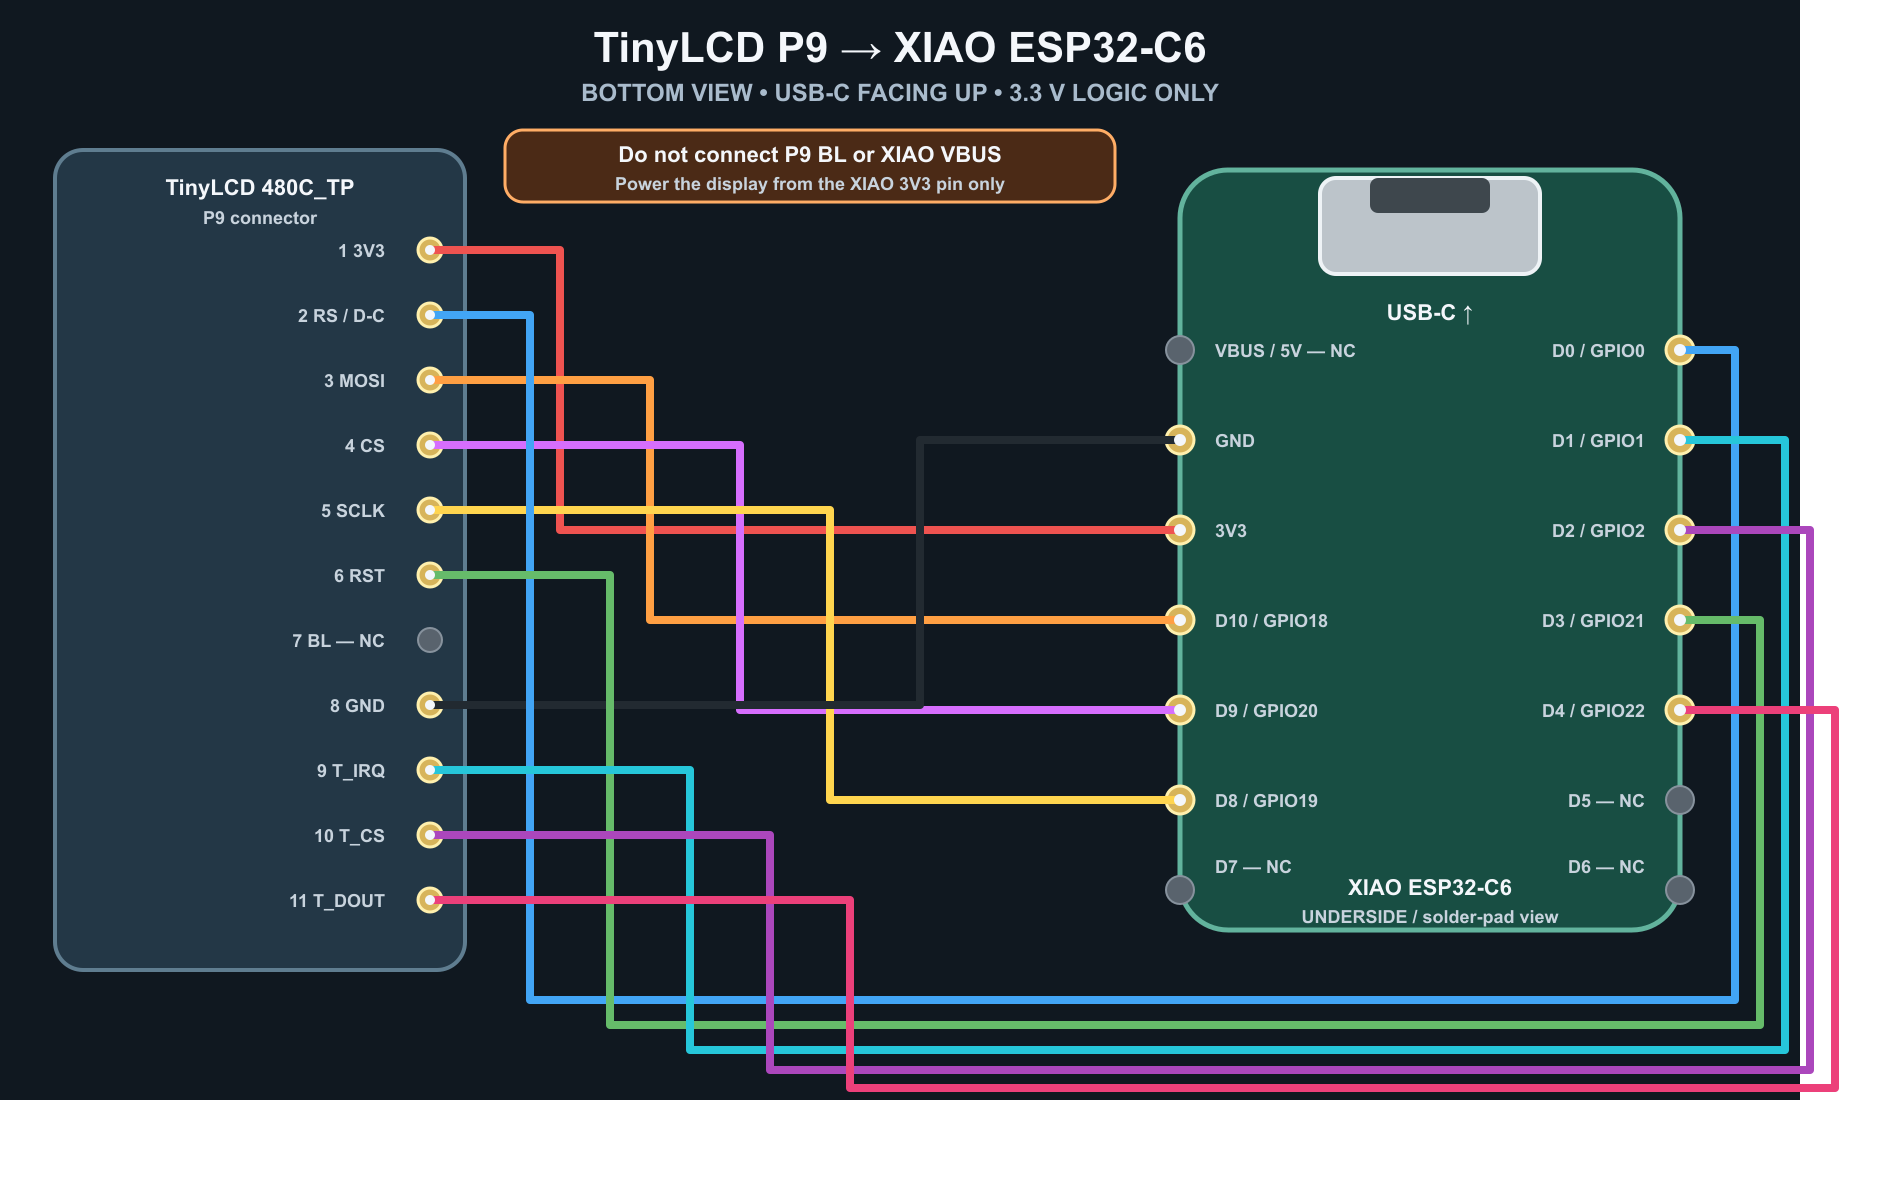 TinyLCD P9 → XIAO ESP32-C6
BOTTOM VIEW • USB-C FACING UP • 3.3 V LOGIC ONLY
Do not connect P9 BL or XIAO VBUS
Power the display from the XIAO 3V3 pin only
TinyLCD 480C_TP
P9 connector
1 3V3
2 RS / D-C
3 MOSI
4 CS
5 SCLK
6 RST
7 BL — NC
8 GND
9 T_IRQ
10 T_CS
11 T_DOUT
USB-C ↑
VBUS / 5V — NC
GND
3V3
D10 / GPIO18
D9 / GPIO20
D8 / GPIO19
D7 — NC
D0 / GPIO0
D1 / GPIO1
D2 / GPIO2
D3 / GPIO21
D4 / GPIO22
D5 — NC
D6 — NC
XIAO ESP32-C6
UNDERSIDE / solder-pad view